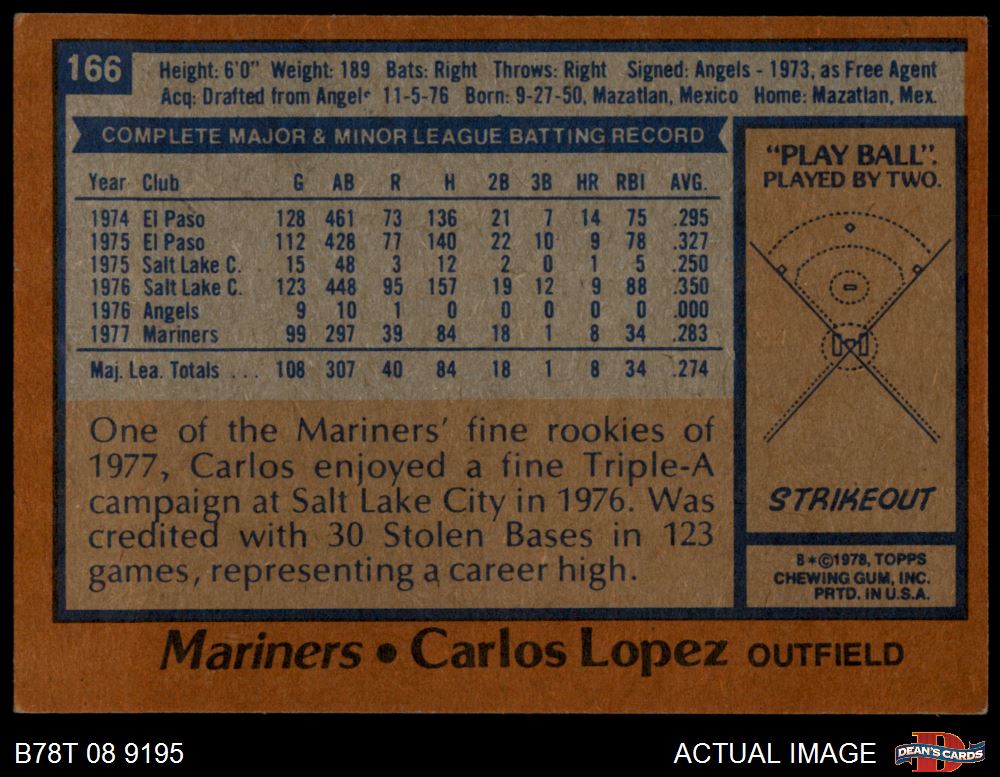 166
Height: 6'0" Weight: 189 Bats: Right Throws: Right Signed: Angels - 1973, as Free Agent
Acq: Drafted from Angels 11-5-76 Born: 9-27-50, Mazatlan, Mexico Home: Mazatlan, Mex.
COMPLETE MAJOR & MINOR LEAGUE BATTING RECORD
Year Club G AB R H 2B 3B HR RBI AVG.
1974 El Paso 128 461 73 136 21 7 14 75 .295
1975 El Paso 112 428 77 140 22 10 9 78 .327
1975 Salt Lake C. 15 48 3 12 2 0 1 5 .250
1976 Salt Lake C. 123 448 95 157 19 12 9 88 .350
1976 Angels 9 10 1 0 0 0 0 0 .000
1977 Mariners 99 297 39 84 18 1 8 34 .283
Maj. Lea. Totals . . . 108 307 40 84 18 1 8 34 .274
One of the Mariners' fine rookies of
1977, Carlos enjoyed a fine Triple-A
campaign at Salt Lake City in 1976. Was
credited with 30 Stolen Bases in 123
games, representing a career high.
"PLAY BALL".
PLAYED BY TWO.
STRIKEOUT
B*©1978, TOPPS
CHEWING GUM, INC.
PRTD. IN U.S.A.
Mariners • Carlos Lopez OUTFIELD
B78T 08 9195
ACTUAL IMAGE
D
DEAN'S CARDS